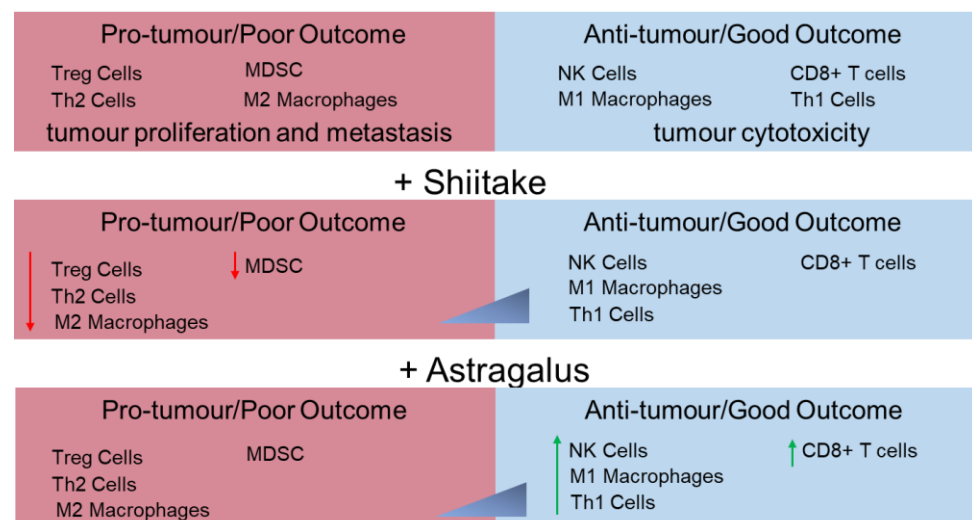 Pro-tumour/Poor Outcome
Treg Cells MDSC
Th2 Cells M2 Macrophages
tumour proliferation and metastasis
Anti-tumour/Good Outcome
NK Cells CD8+ T cells
M1 Macrophages Th1 Cells
tumour cytotoxicity
+ Shiitake
Pro-tumour/Poor Outcome
Treg Cells MDSC
Th2 Cells
M2 Macrophages
Anti-tumour/Good Outcome
NK Cells CD8+ T cells
M1 Macrophages
Th1 Cells
+ Astragalus
Pro-tumour/Poor Outcome
Treg Cells MDSC
Th2 Cells
M2 Macrophages
Anti-tumour/Good Outcome
NK Cells CD8+ T cells
M1 Macrophages
Th1 Cells